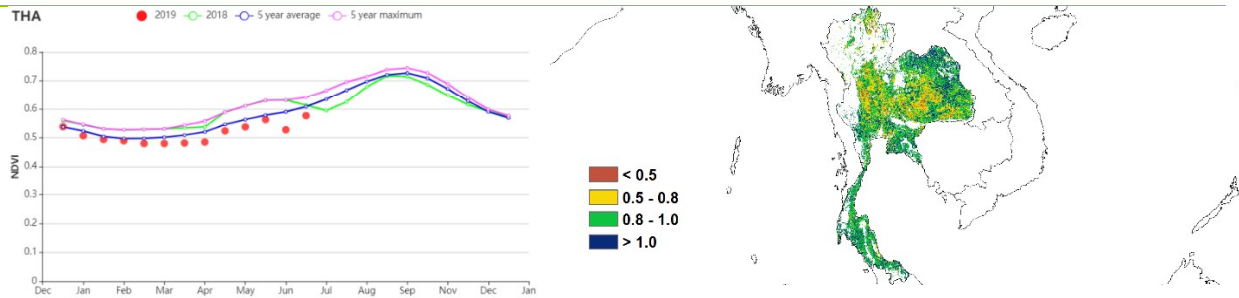 THA
2019 2018 5 year average 5 year maximum
NDVI
0.8
0.7
0.6
0.5
0.4
0.3
0.2
0.1
0
Dec Jan Feb Mar Apr May Jun Jul Aug Sep Nov Dec Jan
< 0.5
0.5 - 0.8
0.8 - 1.0
> 1.0